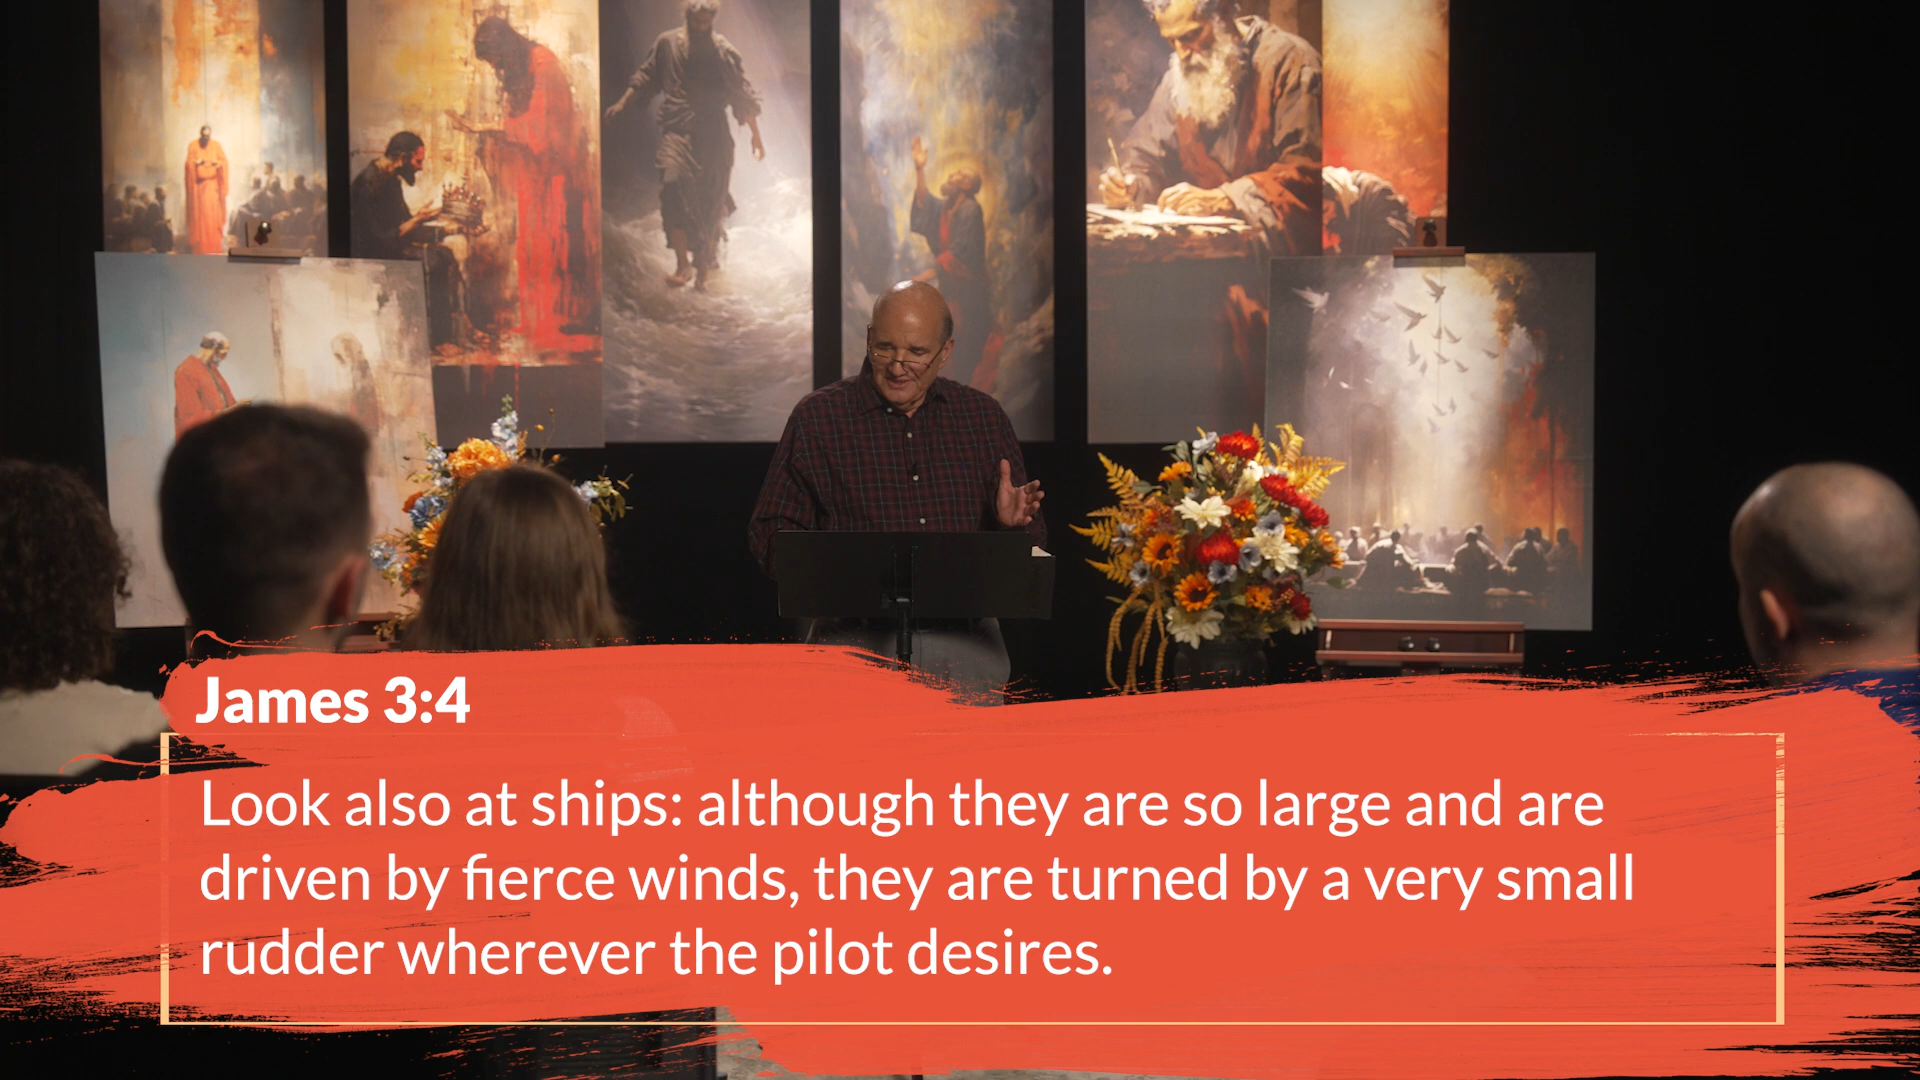 James 3:4
Look also at ships: although they are so large and are
driven by fierce winds, they are turned by a very small
rudder wherever the pilot desires.